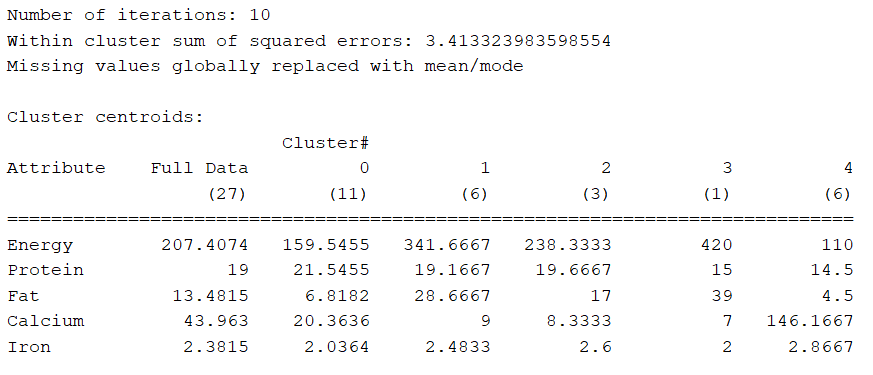 Number of iterations: 10
Within cluster sum of squared errors: 3.413323983598554
Missing values globally replaced with mean/mode
Cluster centroids:
Cluster#
Attribute Full Data 0 1 2 3 4
(27) (11) (6) (3) (1) (6)
==============================================================================
Energy 207.4074 159.5455 341.6667 238.3333 420 110
Protein 19 21.5455 19.1667 19.6667 15 14.5
Fat 13.4815 6.8182 28.6667 17 39 4.5
Calcium 43.963 20.3636 9 8.3333 7 146.1667
Iron 2.3815 2.0364 2.4833 2.6 2 2.8667